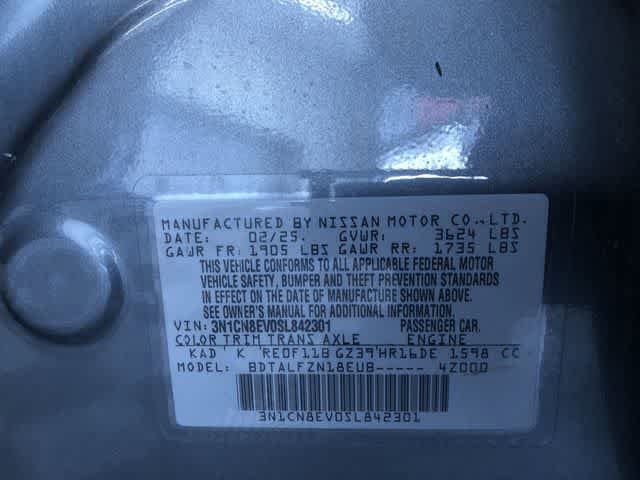 MANUFACTURED BY NISSAN MOTOR CO.,LTD.
DATE: 02/25. GVWR: 3624 LBS
GAWR FR: 1905 LBS GAWR RR: 1735 LBS
THIS VEHICLE CONFORMS TO ALL APPLICABLE FEDERAL MOTOR
VEHICLE SAFETY, BUMPER AND THEFT PREVENTION STANDARDS
IN EFFECT ON THE DATE OF MANUFACTURE SHOWN ABOVE.
SEE OWNER'S MANUAL FOR ADDITIONAL INFORMATION.
VIN: 3N1CN8EV0SL842301 PASSENGER CAR.
COLOR TRIM TRANS AXLE ENGINE
KAD' K 'RE0F11B GZ39'HR16DE 1598 CC
MODEL: BDTALFZN18EUB----- 4Z000
3N1CN8EV0SL842301